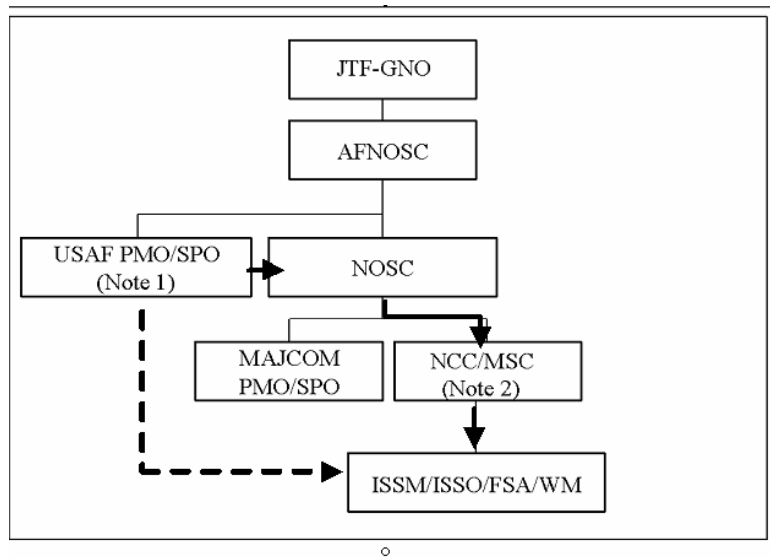 JTF-GNO
AFNOSC
USAF PMO/SPO
(Note 1)
NOSC
MAJCOM
PMO/SPO
NCC/MSC
(Note 2)
ISSM/ISSO/FSA/WM